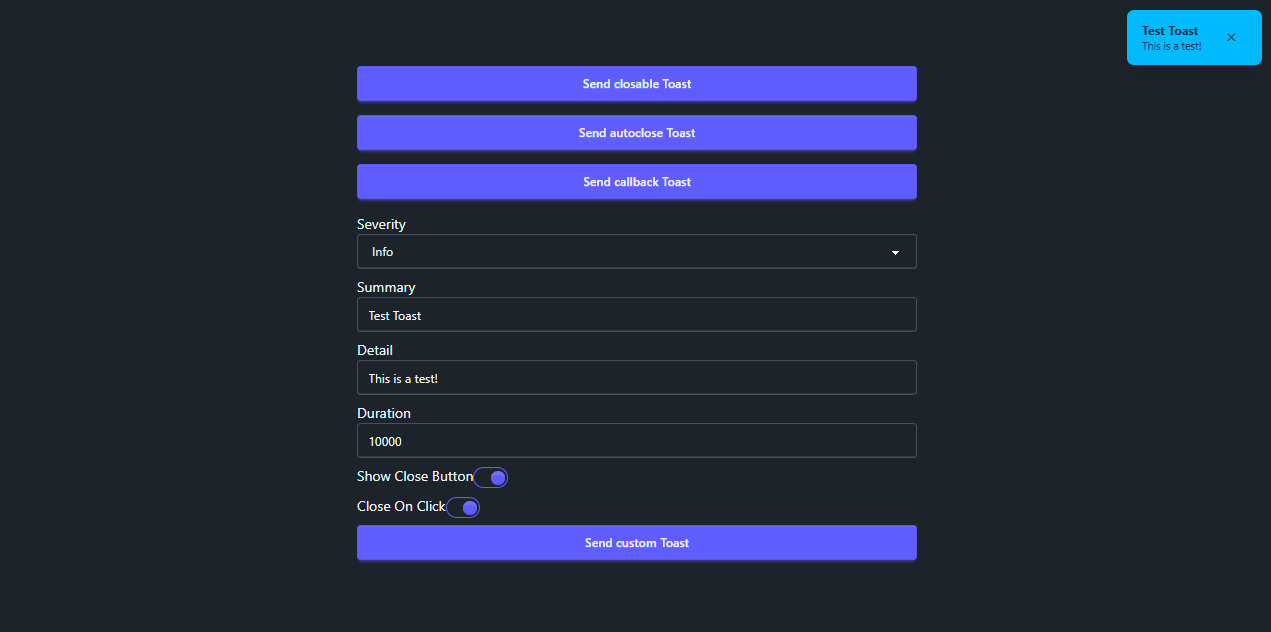 Test Toast
This is a test!
Send closable Toast
Send autoclose Toast
Send callback Toast
Severity
Info
Summary
Test Toast
Detail
This is a test!
Duration
10000
Show Close Button
Close On Click
Send custom Toast